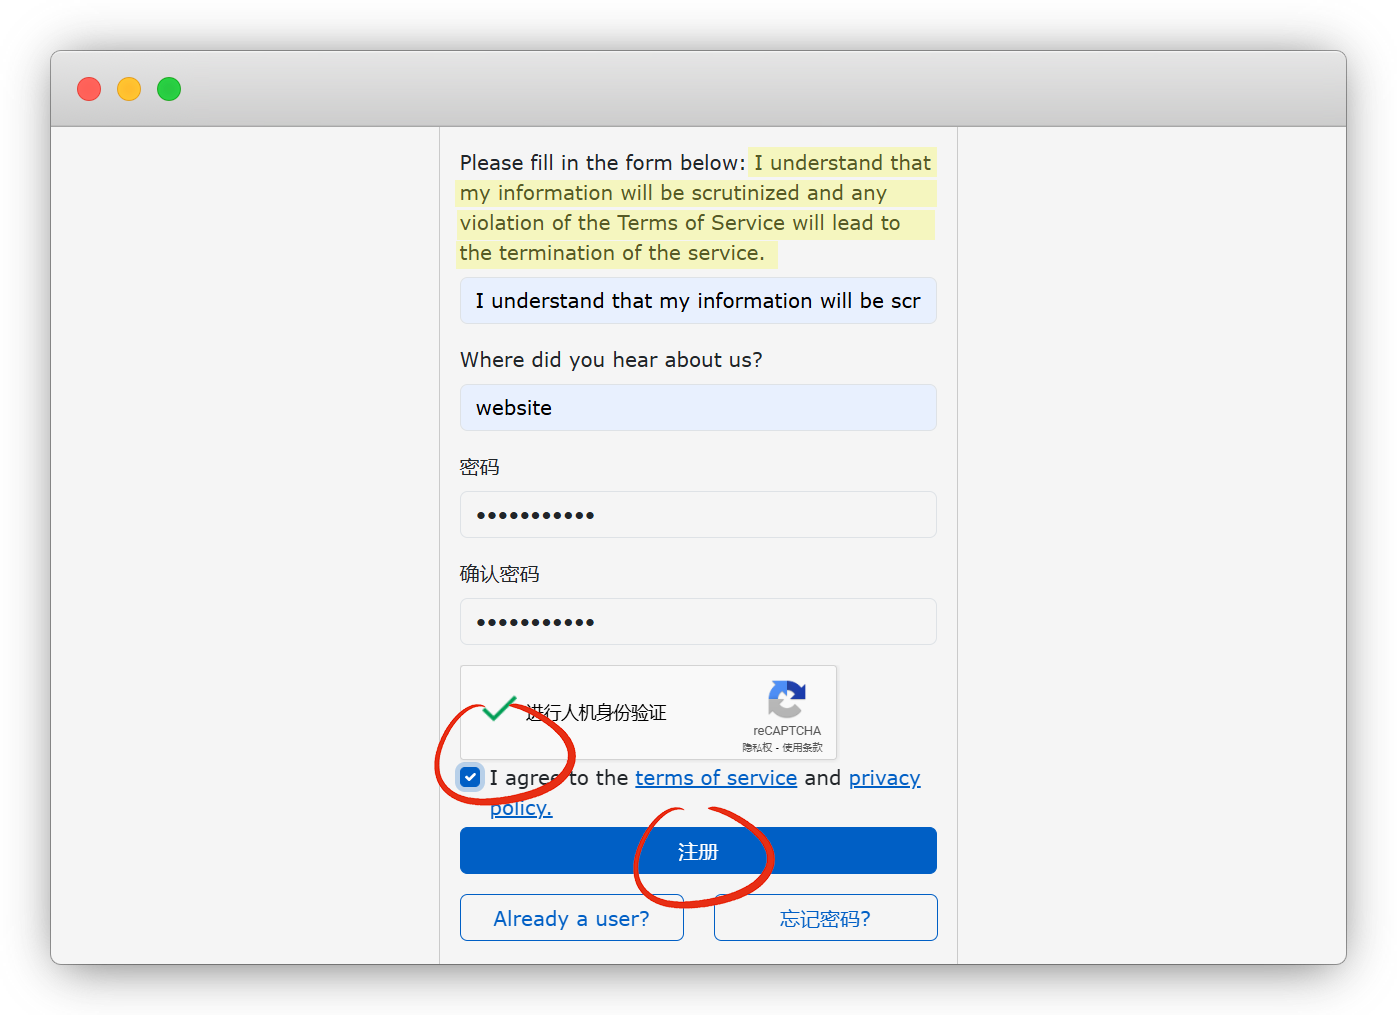 Please fill in the form below: I understand that
my information will be scrutinized and any
violation of the Terms of Service will lead to
the termination of the service.
I understand that my information will be scr
Where did you hear about us?
website
密码
•••••••••••
确认密码
•••••••••••
进行人机身份验证
reCAPTCHA
隐私权 - 使用条款
I agree to the terms of service and privacy
policy.
注册
Already a user?
忘记密码?